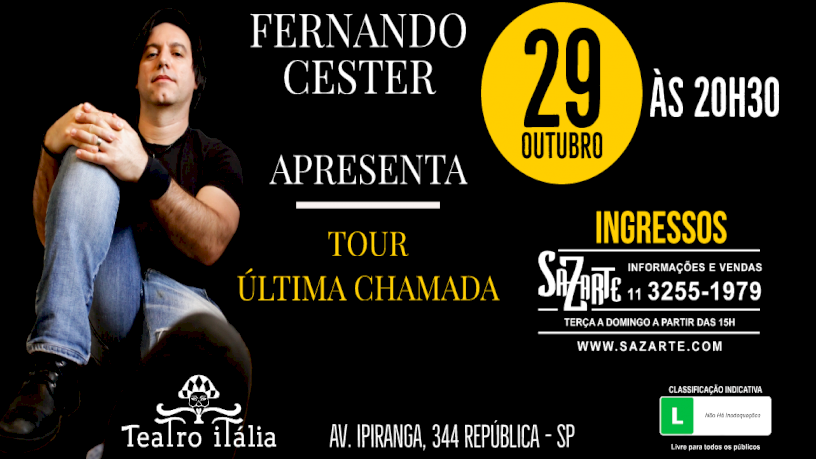 FERNANDO
CESTER
29
OUTUBRO
ÀS 20H30
APRESENTA
TOUR
ÚLTIMA CHAMADA
INGRESSOS
SAZARTE
INFORMAÇÕES E VENDAS
11 3255-1979
TERÇA A DOMINGO A PARTIR DAS 15H
WWW.SAZARTE.COM
CLASSIFICAÇÃO INDICATIVA
L
Não Há Inadequações
Livre para todos os públicos
Teatro itália
AV. IPIRANGA, 344 REPÚBLICA - SP